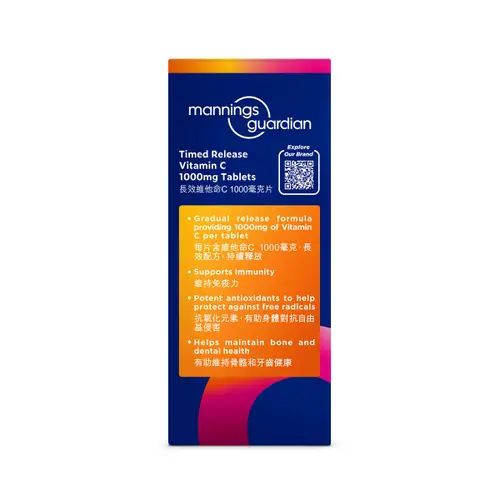 mannings
guardian
Explore
Our Brand
Timed Release
Vitamin C
1000mg Tablets
長效維他命C 1000毫克片
• Gradual release formula
providing 1000mg of Vitamin
C per tablet
每片含維他命C 1000毫克，長
效配方，持續釋放
• Supports immunity
維持免疫力
• Potent antioxidants to help
protect against free radicals
抗氧化元素，有助身體對抗自由
基侵害
• Helps maintain bone and
dental health
有助維持骨骼和牙齒健康